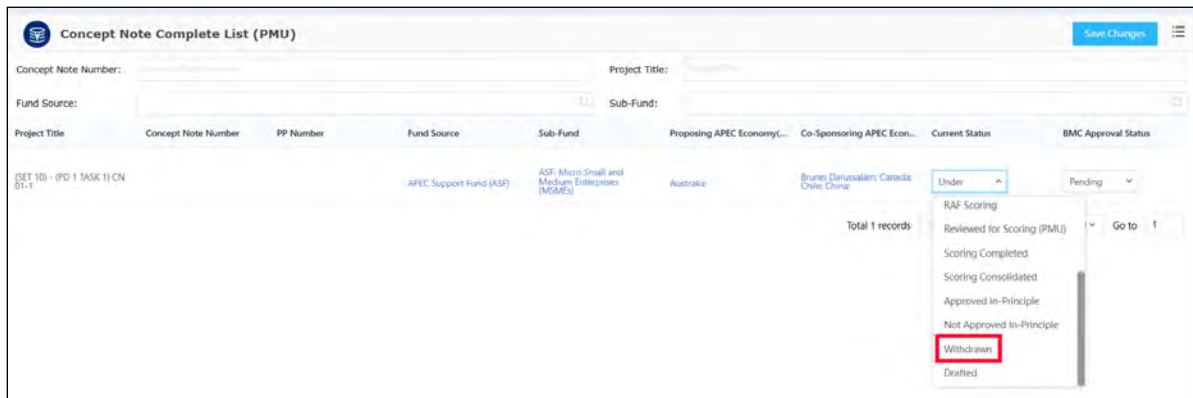 Concept Note Complete List (PMU)
Save Changes
Concept Note Number:
Project Title:
Fund Source:
Sub-Fund:
Project Title Concept Note Number PP Number Fund Source Sub-Fund Proposing APEC Economy(... Co-Sponsoring APEC Econ... Current Status BMC Approval Status
(SET 10) - (PD 1 TASK 1) CN
01-1
APEC Support Fund (ASF)
ASF: Micro Small and
Medium Enterprises
(MSMEs)
Australia;
Brunei Darussalam; Canada;
Chile; China;
Under
Pending
RAF Scoring
Total 1 records
Reviewed for Scoring (PMU)
Go to 1
Scoring Completed
Scoring Consolidated
Approved In-Principle
Not Approved In-Principle
Withdrawn
Drafted